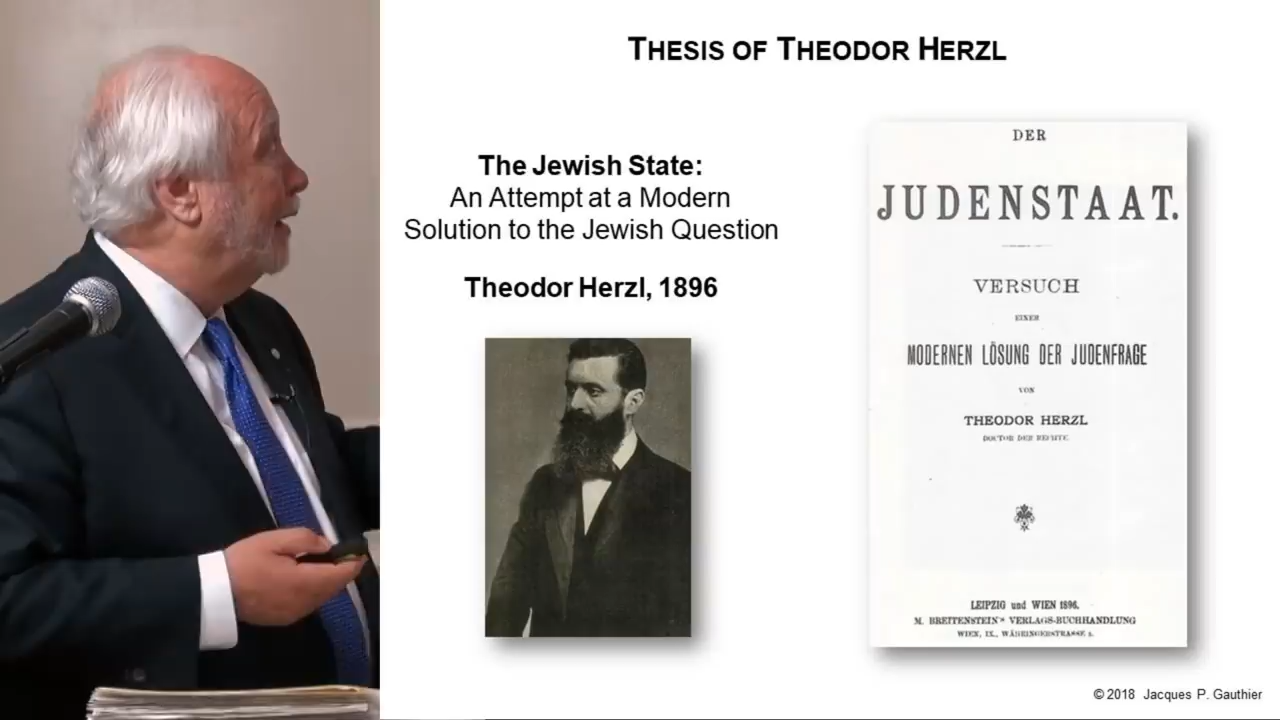 THESIS OF THEODOR HERZL
The Jewish State:
An Attempt at a Modern
Solution to the Jewish Question
Theodor Herzl, 1896
DER
JUDENSTAAT.
VERSUCH
EINER
MODERNEN LÖSUNG DER JUDENFRAGE
VON
THEODOR HERZL
DOCTOR DER RECHTE.
LEIPZIG und WIEN 1896.
M. BREITENSTEIN'S VERLAGS-BUCHHANDLUNG
WIEN, IX., WÄHRINGERSTRASSE 5.
© 2018 Jacques P. Gauthier